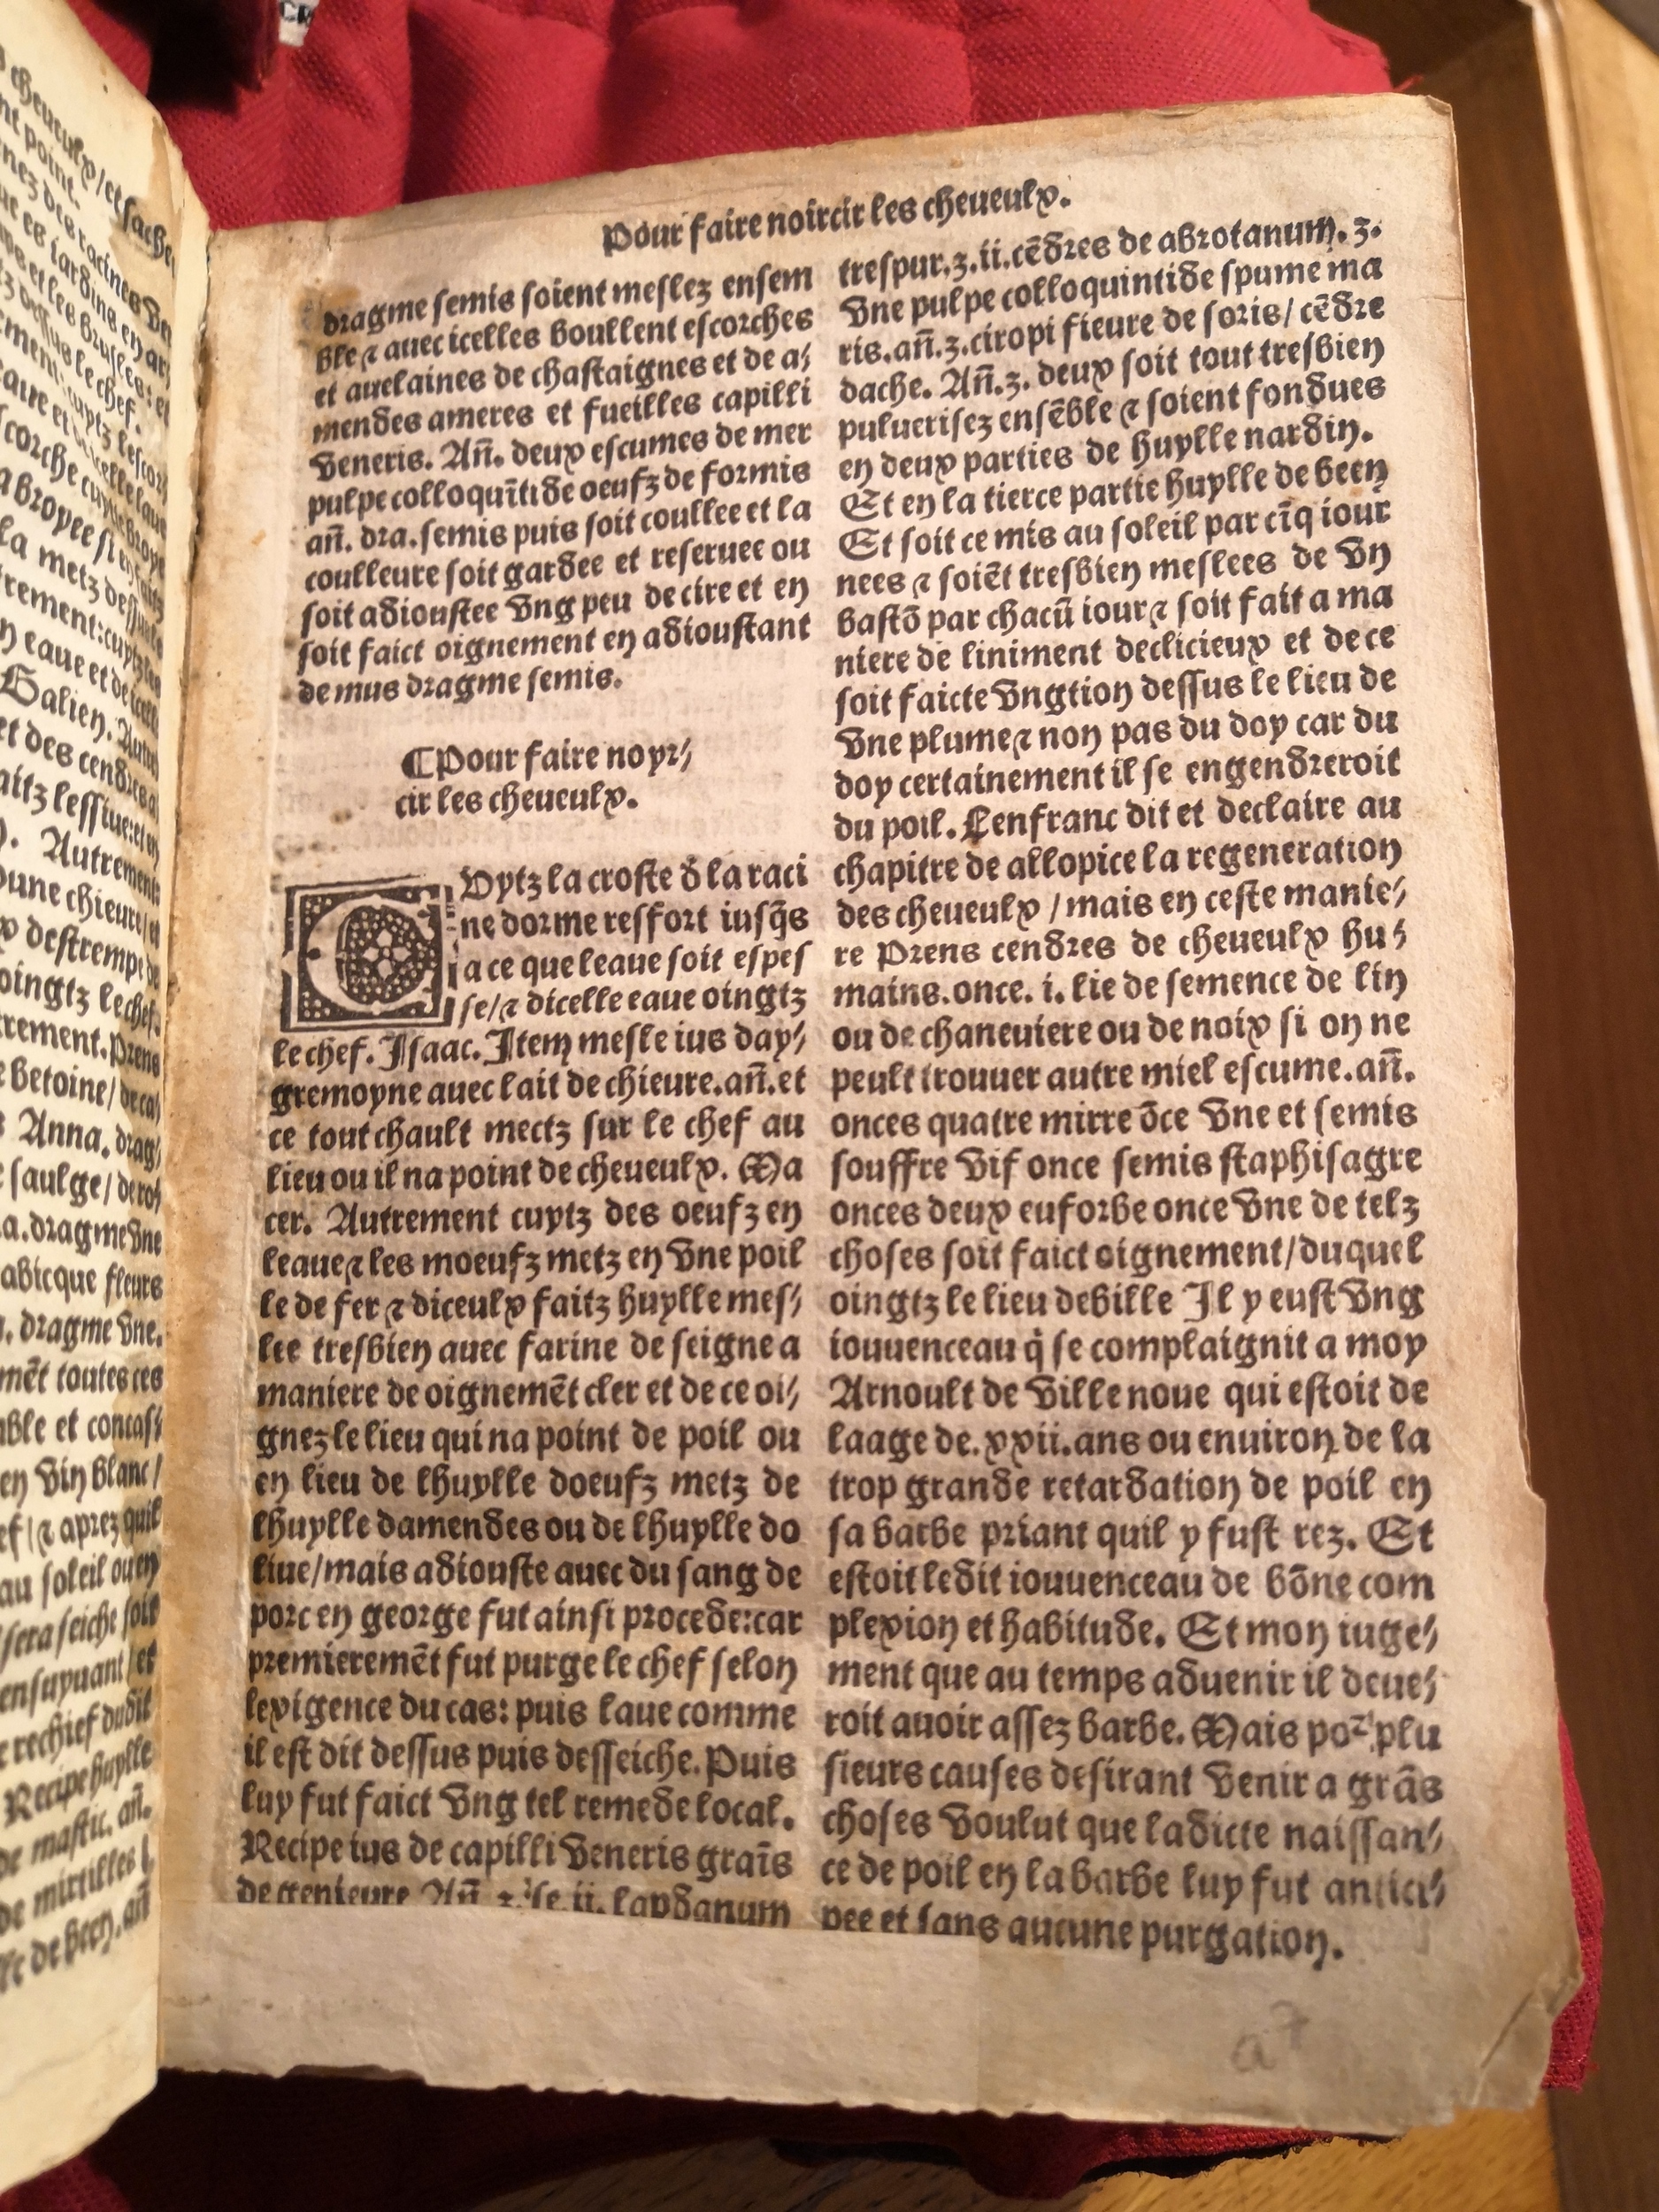 Pour faire noircir les cheueulx.
dragme semis soient meslez ensem
ble ⁊ auec icelles boullent escorches
et auelaines de chastaignes et de a⸗
mendes ameres et fueilles capilli
Veneris. Añ. deux escumes de mer
pulpe colloquītide oeufz de formis
añ. dra. semis puis soit coullee et la
coulleure soit gardee et reseruee ou
soit adioustee vng peu de cire et en
soit faict oignement en adioustant
de mus dragme semis.
¶Pour faire noyr⸗
cir les cheueulx.
CUytz la croste d̄ la raci
ne dorme ressort iusq̄s
a ce que leaue soit espes
se/⁊ dicelle eaue oingtz
le chef. Isaac. Item mesle ius day⸗
gremoyne auec lait de chieure. añ. et
ce tout chault mectz sur le chef au
lieu ou il na point de cheueulx. Ma
cer. Autrement cuytz des oeufz en
leaue ⁊ les moeufz metz en vne poil
le de fer ⁊ diceulx faitz huylle mes⸗
lee tresbien auec farine de seigne a
maniere de oignemēt cler et de ce oi⸗
gnez le lieu qui na point de poil ou
en lieu de lhuylle doeufz metz de
lhuylle damendes ou de lhuylle do
liue/mais adiouste auec du sang de
porc en george fut ainsi procede: car
premieremēt fut purge le chef selon
lexigence du cas: puis laue comme
il est dit dessus puis desseiche. Puis
luy fut faict vng tel remede local.
Recipe ius de capilli veneris graīs
de genieure Añ. ʒ. se. ii. lapdanum
trespur. ʒ. ii. cēdres de abrotanum. ʒ.
vne pulpe colloquintide spume ma
ris. añ. ʒ. ciropi fieure de soris/ cēdre
dache. Añ. ʒ. deux soit tout tresbien
puluerisez ensēble ⁊ soient fondues
en deux parties de huylle nardin.
Et en la tierce partie huylle de been
Et soit ce mis au soleil par cīq iour
nees ⁊ soiēt tresbien meslees de vn
bastō par chacū iour ⁊ soit fait a ma
niere de liniment declicieux et de ce
soit faicte vngtion dessus le lieu de
vne plume ⁊ non pas du doy car du
doy certainement il se engendreroit
du poil. Lenfranc dit et declaire au
chapitre de allopice la regeneration
des cheueulx / mais en ceste manie⸗
re Prens cendres de cheueulx hu⸗
mains. once. i. lie de semence de lin
ou de chaneuiere ou de noix si on ne
peult trouuer autre miel escume. añ.
onces quatre mirre ōce vne et semis
souffre vif once semis staphisagre
onces deux euforbe once vne de telz
choses soit faict oignement/duquel
oingtz le lieu debille Il y eust vng
iouuenceau q̇ se complaignit a moy
Arnoult de ville noue qui estoit de
laage de. xxii. ans ou enuiron de la
trop grande retardation de poil en
sa barbe priant quil y fust rez. Et
estoit ledit iouuenceau de bōne com
plexion et habitude. Et mon iuge⸗
ment que au temps aduenir il deue⸗
roit auoir assez barbe. Mais poꝛ plu
sieurs causes desirant venir a grās
choses voulut que ladicte naissan⸗
ce de poil en la barbe luy fut antici⸗
pee et sans aucune purgation.
a7